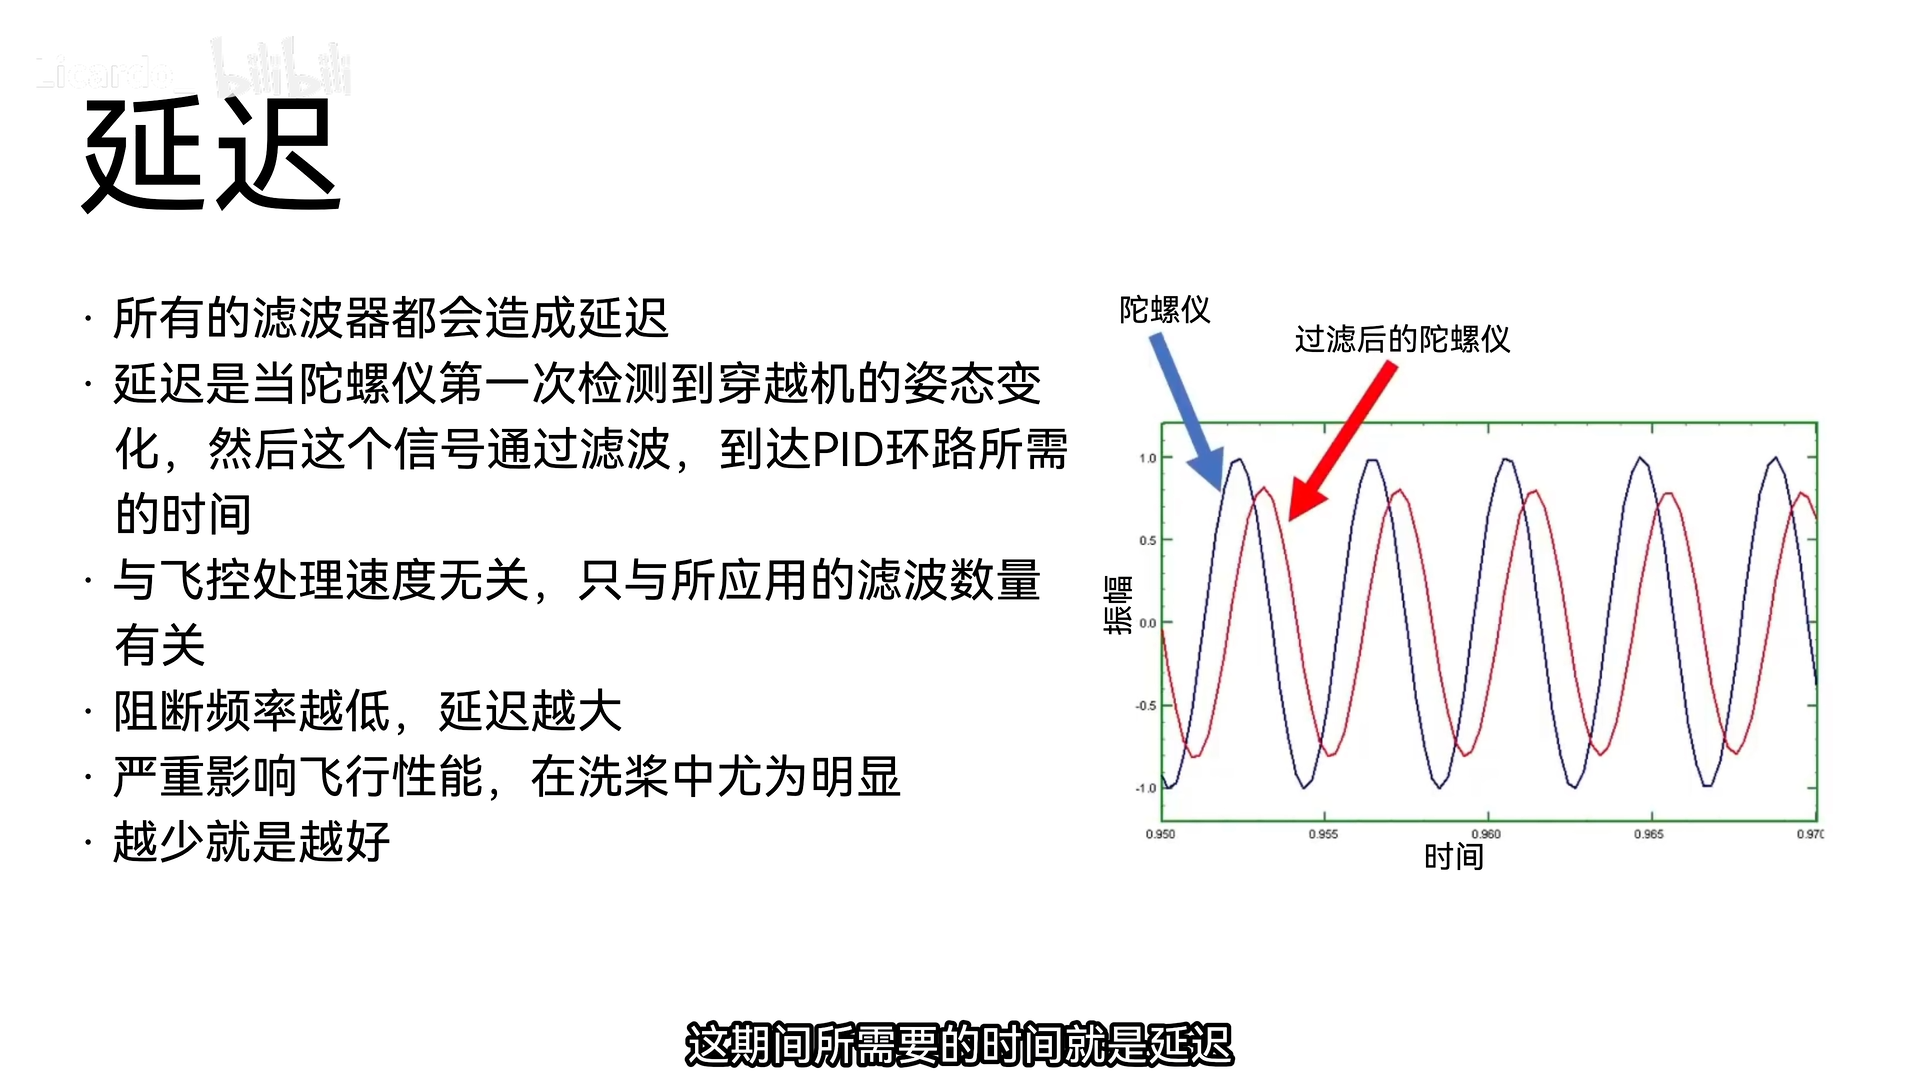 Licardo_ bilibili
延迟
· 所有的滤波器都会造成延迟
· 延迟是当陀螺仪第一次检测到穿越机的姿态变
化，然后这个信号通过滤波，到达PID环路所需
的时间
· 与飞控处理速度无关，只与所应用的滤波数量
有关
· 阻断频率越低，延迟越大
· 严重影响飞行性能，在洗桨中尤为明显
· 越少就是越好
陀螺仪
过滤后的陀螺仪
振幅
1.0
0.5
0.0
-0.5
-1.0
0.950 0.955 0.960 0.965 0.970
时间
这期间所需要的时间就是延迟